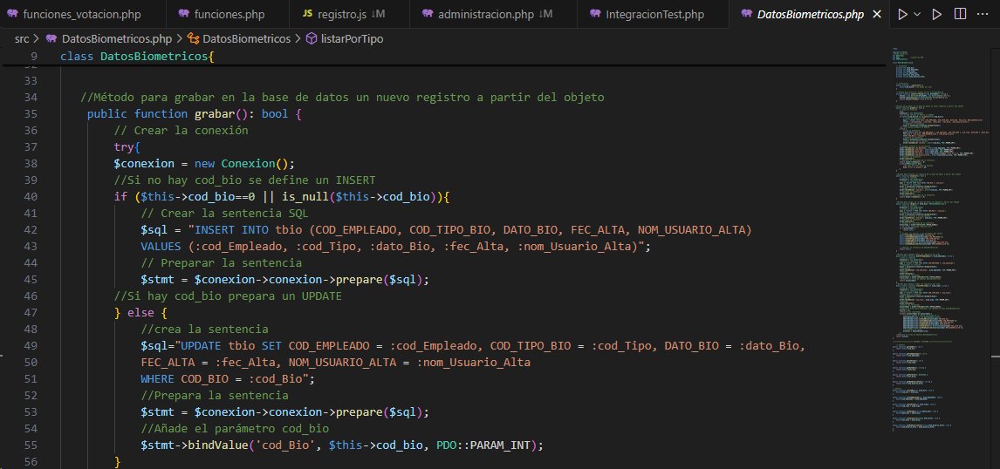 funciones_votacion.php funciones.php JS registro.js M administracion.php M IntegracionTest.php DatosBiometricos.php
src > DatosBiometricos.php > DatosBiometricos > listarPorTipo
9 class DatosBiometricos{
33
34 //Método para grabar en la base de datos un nuevo registro a partir del objeto
35 public function grabar(): bool {
36 // Crear la conexión
37 try{
38 $conexion = new Conexion();
39 //Si no hay cod_bio se define un INSERT
40 if ($this->cod_bio==0 || is_null($this->cod_bio)){
41 // Crear la sentencia SQL
42 $sql = "INSERT INTO tbio (COD_EMPLEADO, COD_TIPO_BIO, DATO_BIO, FEC_ALTA, NOM_USUARIO_ALTA)
43 VALUES (:cod_Empleado, :cod_Tipo, :dato_Bio, :fec_Alta, :nom_Usuario_Alta)";
44 // Preparar la sentencia
45 $stmt = $conexion->conexion->prepare($sql);
46 //Si hay cod_bio prepara un UPDATE
47 } else {
48 //crea la sentencia
49 $sql="UPDATE tbio SET COD_EMPLEADO = :cod_Empleado, COD_TIPO_BIO = :cod_Tipo, DATO_BIO = :dato_Bio,
50 FEC_ALTA = :fec_Alta, NOM_USUARIO_ALTA = :nom_Usuario_Alta
51 WHERE COD_BIO = :cod_Bio";
52 //Prepara la sentencia
53 $stmt = $conexion->conexion->prepare($sql);
54 //Añade el parámetro cod_bio
55 $stmt->bindValue('cod_Bio', $this->cod_bio, PDO::PARAM_INT);
56 }